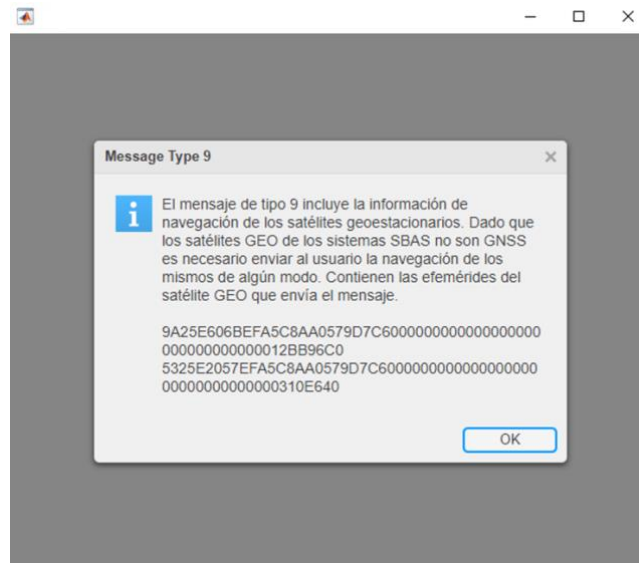 Message Type 9
El mensaje de tipo 9 incluye la información de
navegación de los satélites geoestacionarios. Dado que
los satélites GEO de los sistemas SBAS no son GNSS
es necesario enviar al usuario la navegación de los
mismos de algún modo. Contienen las efemérides del
satélite GEO que envía el mensaje.
9A25E606BEFA5C8AA0579D7C6000000000000000000
000000000000012BB96C0
5325E2057EFA5C8AA0579D7C6000000000000000000
00000000000000310E640
OK